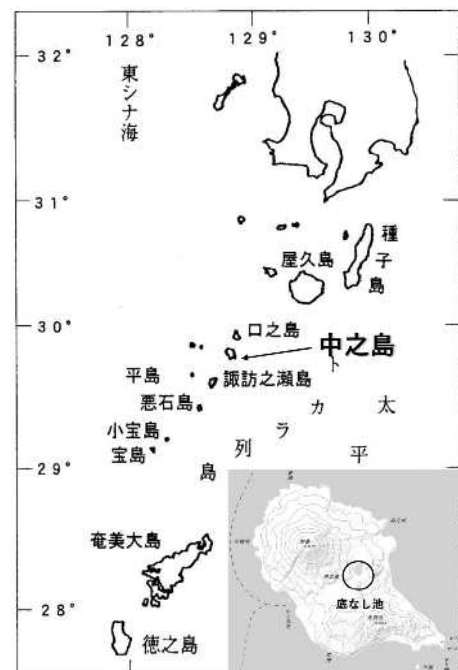 128° 129° 130°
32°
東シナ海
31°
種子島
屋久島
30°
口之島
中之島
平島
諏訪之瀬島
悪石島
トカラ列島
太平
小宝島
宝島
29°
奄美大島
底なし池
28°
徳之島